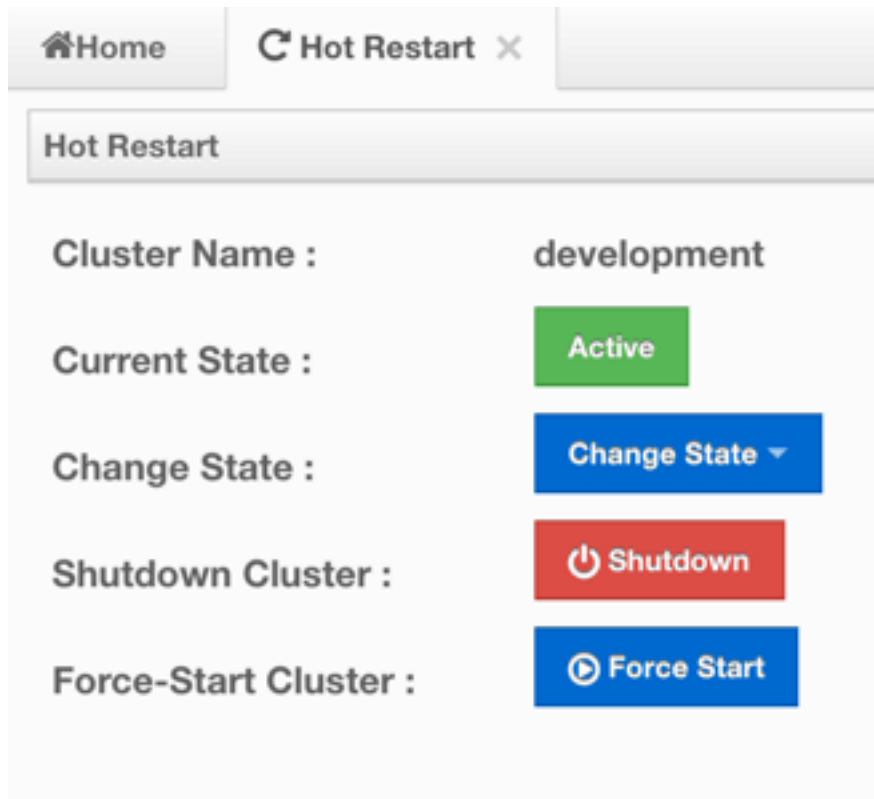 Home Hot Restart
Hot Restart
Cluster Name : development
Current State : Active
Change State : Change State
Shutdown Cluster : Shutdown
Force-Start Cluster : Force Start